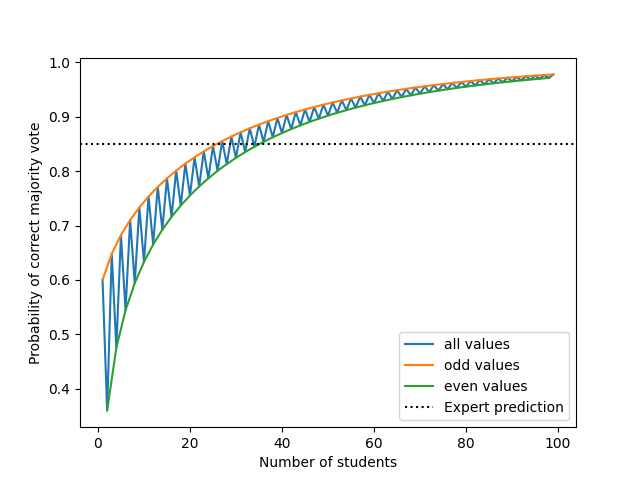 Probability of correct majority vote
1.0
0.9
0.8
0.7
0.6
0.5
0.4
0
20
40
60
80
100
Number of students
all values
odd values
even values
Expert prediction